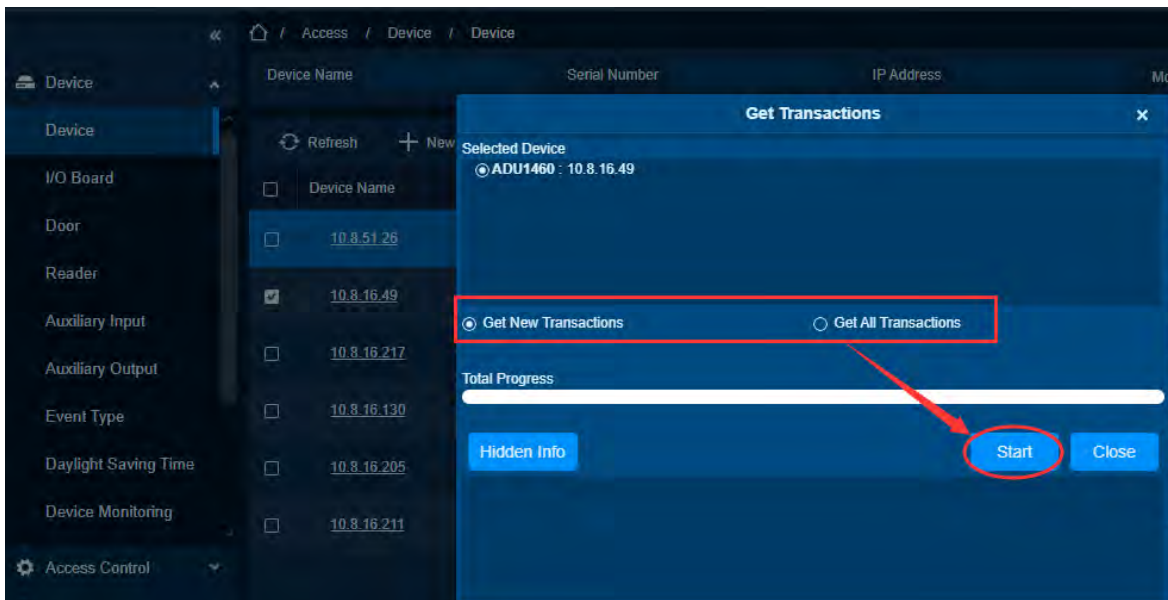 « / Access / Device / Device
Device
Device Name Serial Number IP Address
Get Transactions ×
Device
Refresh New
Selected Device
ADU1460 : 10.8.16.49
I/O Board
Device Name
Door
10.8.51.26
Reader
10.8.16.49
Auxiliary Input
Get New Transactions Get All Transactions
10.8.16.217
Auxiliary Output
Total Progress
Event Type
10.8.16.130
Hidden Info Start Close
Daylight Saving Time
10.8.16.205
Device Monitoring
10.8.16.211
Access Control